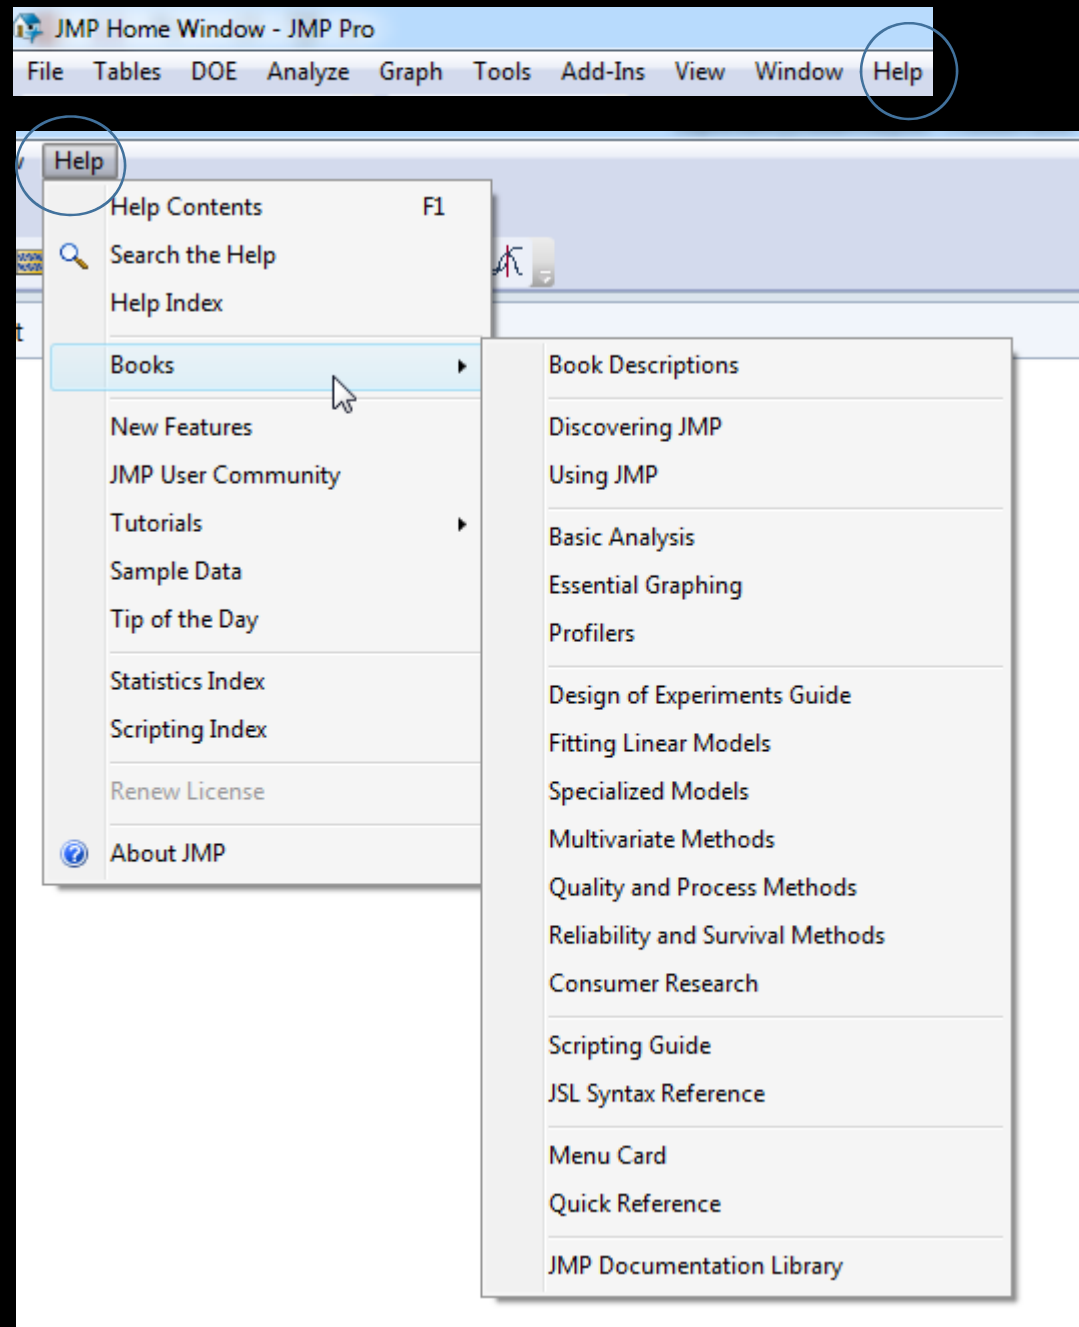 JMP Home Window - JMP Pro
File Tables DOE Analyze Graph Tools Add-Ins View Window Help
Help
Help Contents F1
Search the Help
Help Index
Books
New Features
JMP User Community
Tutorials
Sample Data
Tip of the Day
Statistics Index
Scripting Index
Renew License
About JMP
Book Descriptions
Discovering JMP
Using JMP
Basic Analysis
Essential Graphing
Profilers
Design of Experiments Guide
Fitting Linear Models
Specialized Models
Multivariate Methods
Quality and Process Methods
Reliability and Survival Methods
Consumer Research
Scripting Guide
JSL Syntax Reference
Menu Card
Quick Reference
JMP Documentation Library